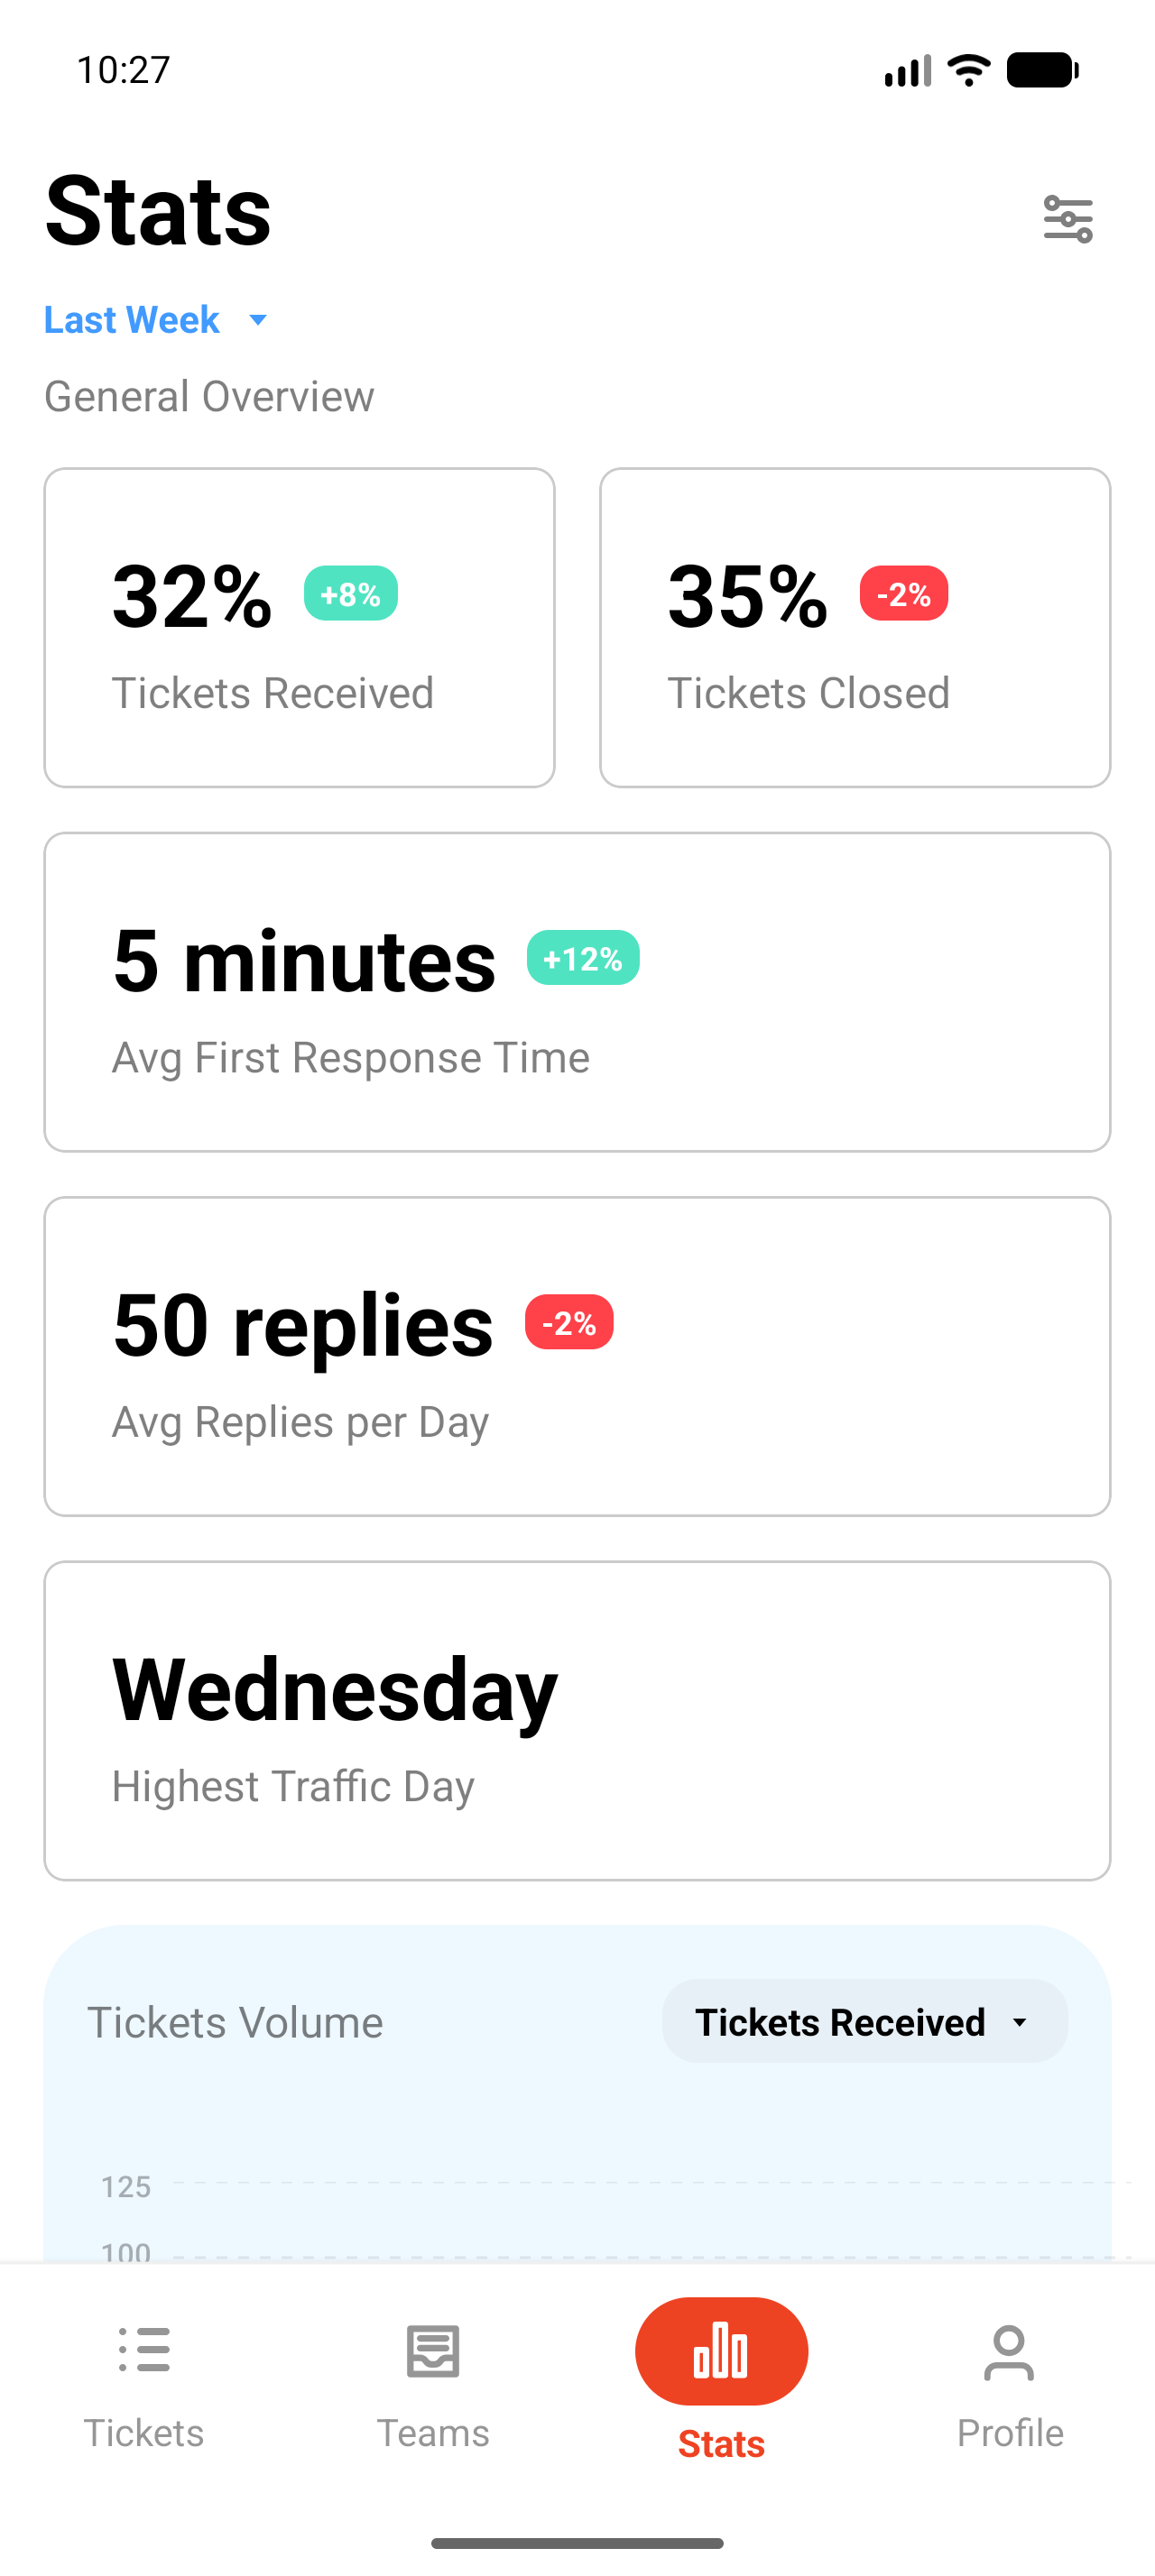 10:27
Stats
Last Week
General Overview
32% +8%
Tickets Received
35% -2%
Tickets Closed
5 minutes +12%
Avg First Response Time
50 replies -2%
Avg Replies per Day
Wednesday
Highest Traffic Day
Tickets Volume
Tickets Received
125
100
Tickets
Teams
Stats
Profile